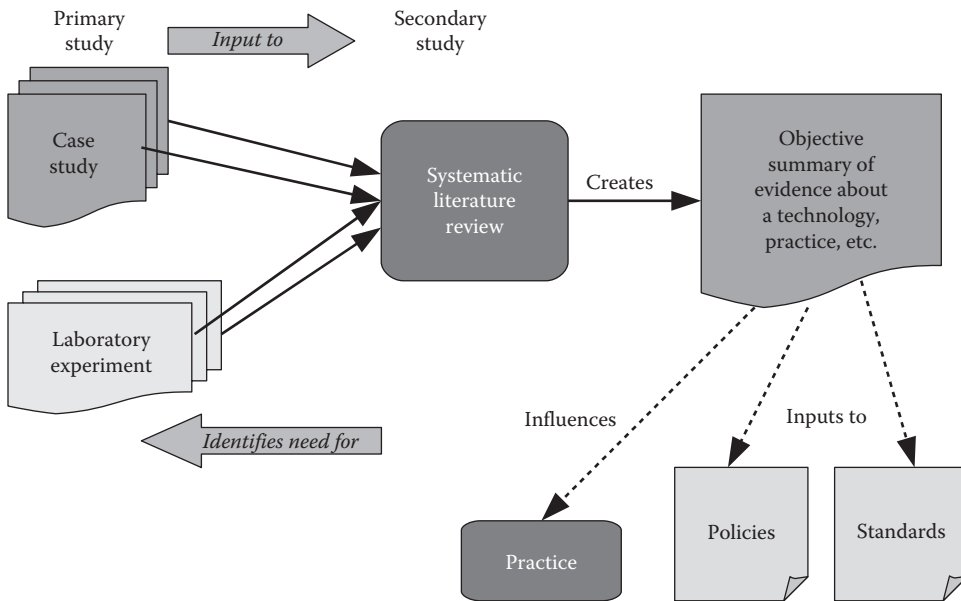 Primary
study
Input to
Secondary
study
Case
study
Systematic
literature
review
Creates
Objective
summary of
evidence about
a technology,
practice, etc.
Laboratory
experiment
Identifies need for
Influences
Inputs to
Practice
Policies
Standards